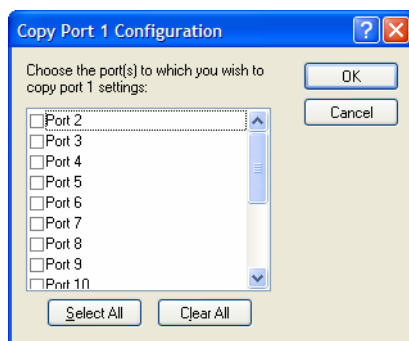 Copy Port 1 Configuration
Choose the port(s) to which you wish to
copy port 1 settings:
OK
Cancel
Port 2
Port 3
Port 4
Port 5
Port 6
Port 7
Port 8
Port 9
Port 10
Select All
Clear All